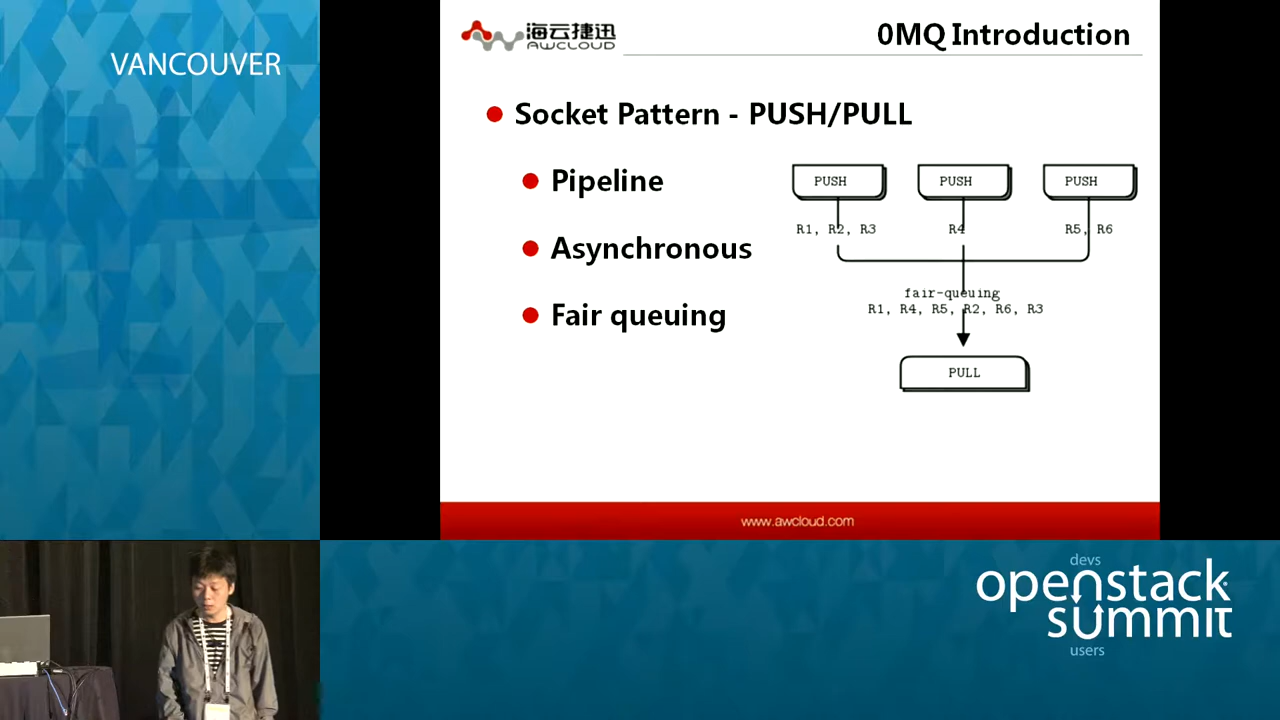 VANCOUVER
海云捷迅
AWCLOUD
0MQ Introduction
Socket Pattern - PUSH/PULL
Pipeline
Asynchronous
Fair queuing
PUSH PUSH PUSH
R1, R2, R3 R4 R5, R6
fair-queuing
R1, R4, R5, R2, R6, R3
PULL
www.awcloud.com
devs
openstack
summit
users